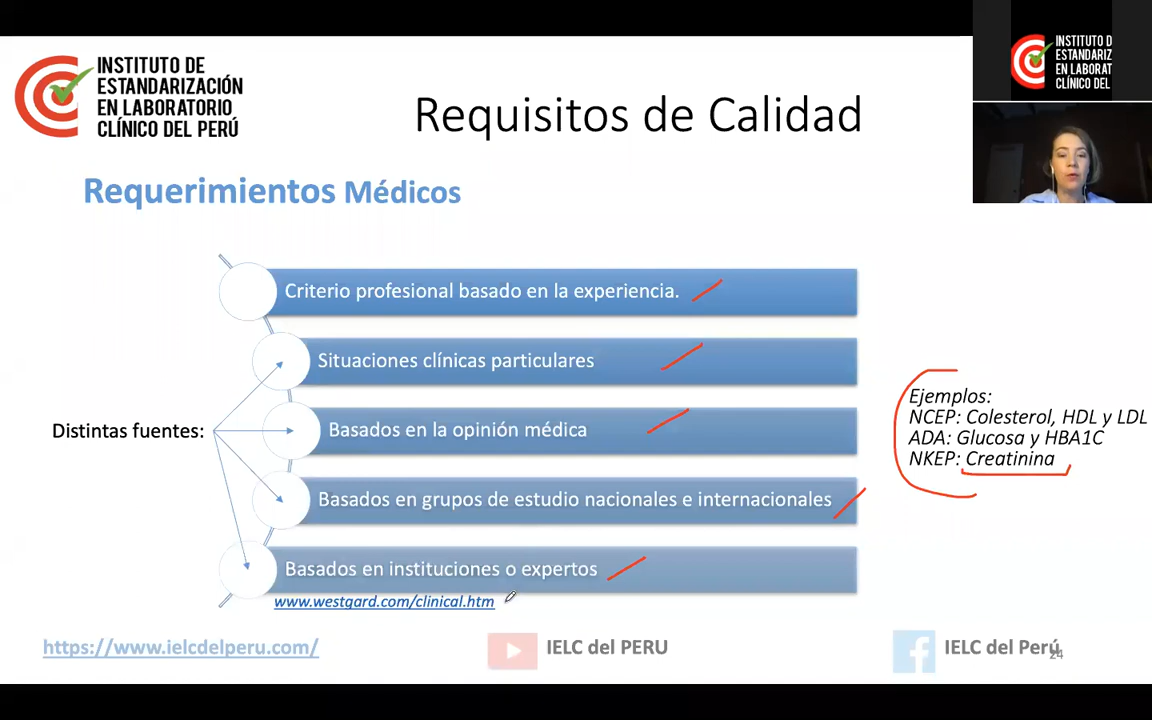 INSTITUTO DE
ESTANDARIZACIÓN
EN LABORATORIO
CLÍNICO DEL PERÚ
INSTITUTO D
ESTANDARIZ
EN LABORAT
CLÍNICO DEL
Requisitos de Calidad
Requerimientos Médicos
Criterio profesional basado en la experiencia.
Situaciones clínicas particulares
Distintas fuentes:
Basados en la opinión médica
Basados en grupos de estudio nacionales e internacionales
Basados en instituciones o expertos
www.westgard.com/clinical.htm
Ejemplos:
NCEP: Colesterol, HDL y LDL
ADA: Glucosa y HBA1C
NKEP: Creatinina
https://www.ielcdelperu.com/
IELC del PERU
IELC del Perú
24